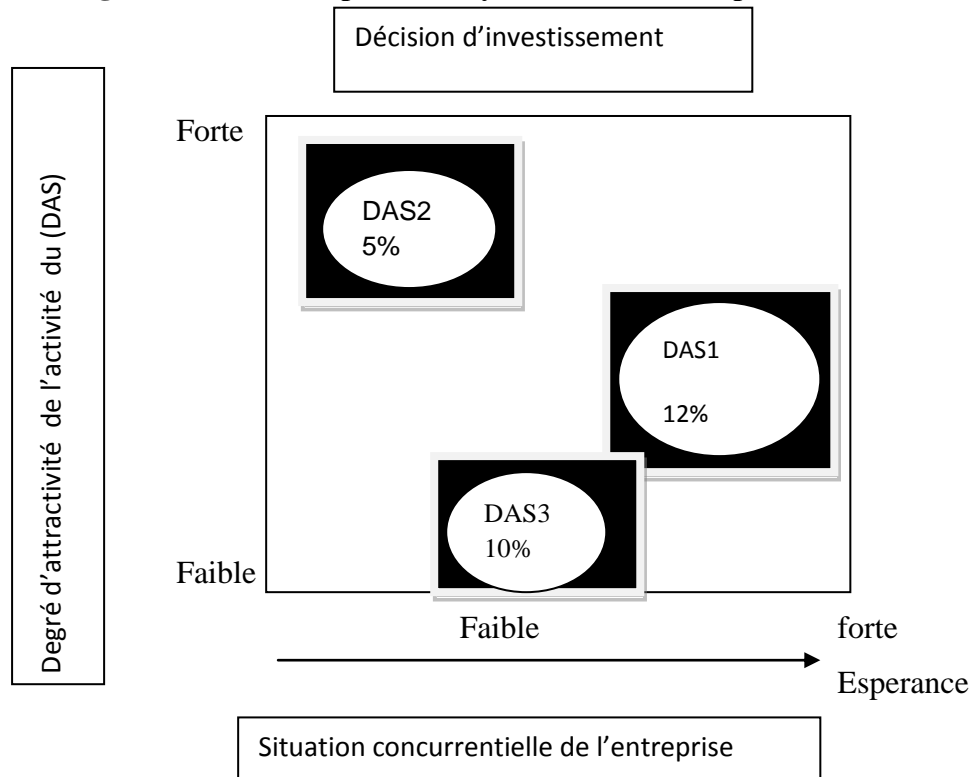 Décision d'investissement
Forte
DAS2
5%
DAS1
12%
DAS3
10%
Faible
Degré d'attractivité de l'activité du (DAS)
Faible forte
Esperance
Situation concurrentielle de l'entreprise